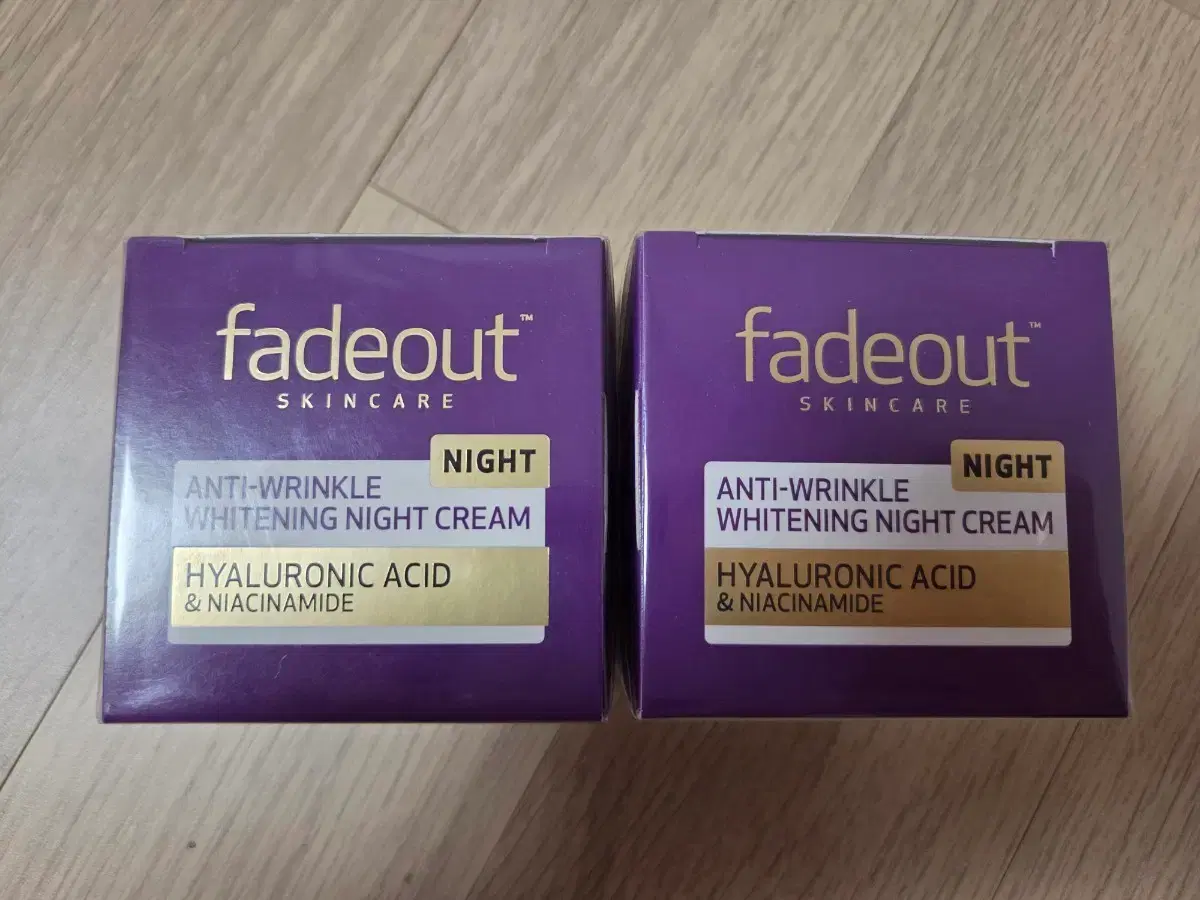 fadeout™
SKINCARE
NIGHT
ANTI-WRINKLE
WHITENING NIGHT CREAM
HYALURONIC ACID
& NIACINAMIDE
fadeout™
SKINCARE
NIGHT
ANTI-WRINKLE
WHITENING NIGHT CREAM
HYALURONIC ACID
& NIACINAMIDE